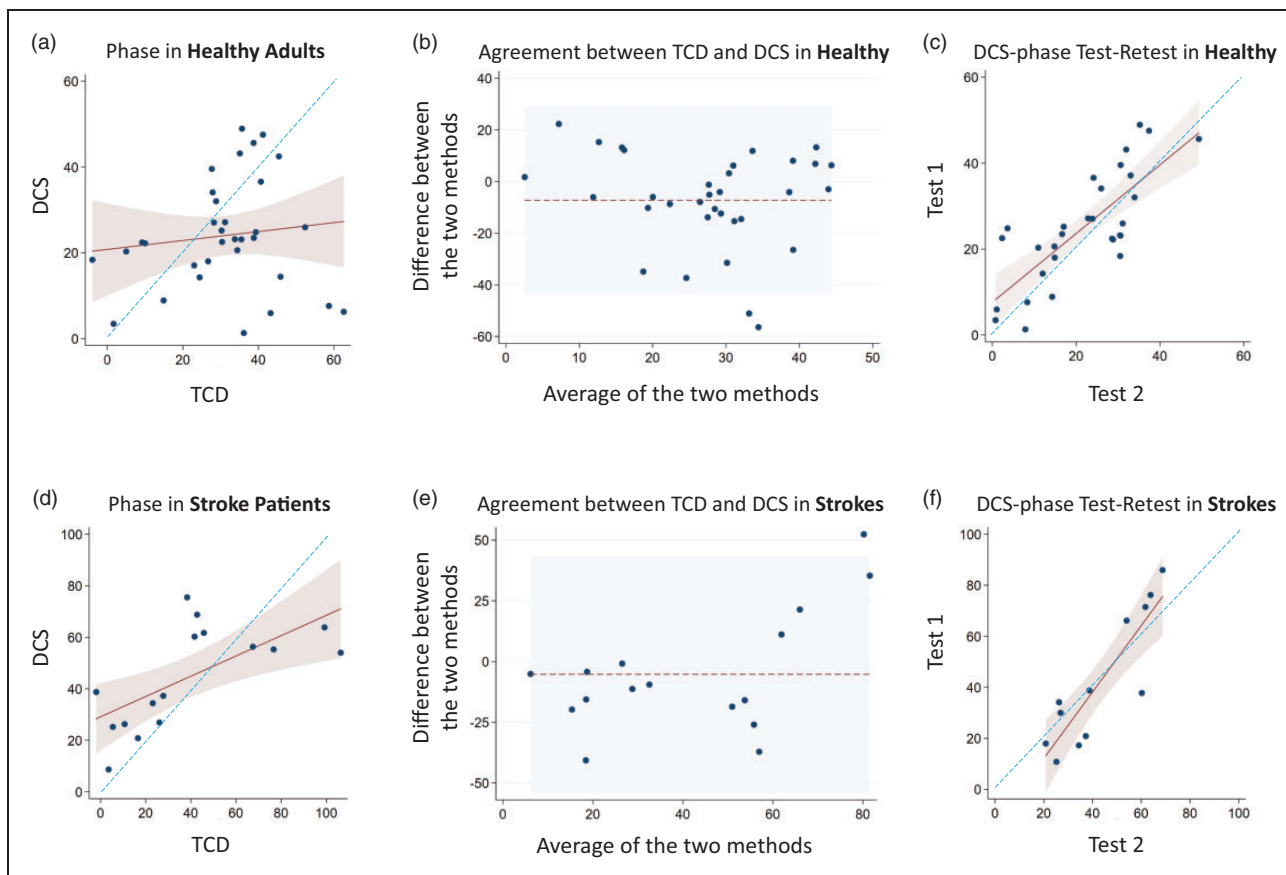 (a)
Phase in Healthy Adults
60
40
20
0
DCS
0 20 40 60
TCD
(b)
Agreement between TCD and DCS in Healthy
40
20
0
-20
-40
-60
Difference between
the two methods
0 10 20 30 40 50
Average of the two methods
(c)
DCS-phase Test-Retest in Healthy
60
40
20
0
Test 1
0 20 40 60
Test 2
(d)
Phase in Stroke Patients
100
80
60
40
20
0
DCS
0 20 40 60 80 100
TCD
(e)
Agreement between TCD and DCS in Strokes
50
25
0
-25
-50
Difference between
the two methods
0 20 40 60 80
Average of the two methods
(f)
DCS-phase Test-Retest in Strokes
100
80
60
40
20
0
Test 1
0 20 40 60 80 100
Test 2